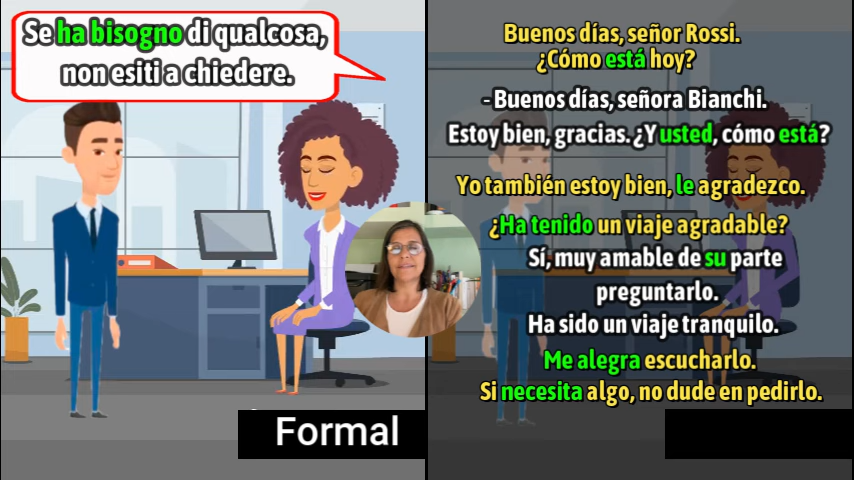 Se ha bisogno di qualcosa,
non esiti a chiedere.
Formal
Buenos días, señor Rossi.
¿Cómo está hoy?
- Buenos días, señora Bianchi.
Estoy bien, gracias. ¿Y usted, cómo está?
Yo también estoy bien, le agradezco.
¿Ha tenido un viaje agradable?
Sí, muy amable de su parte
preguntarlo.
Ha sido un viaje tranquilo.
Me alegra escucharlo.
Si necesita algo, no dude en pedirlo.